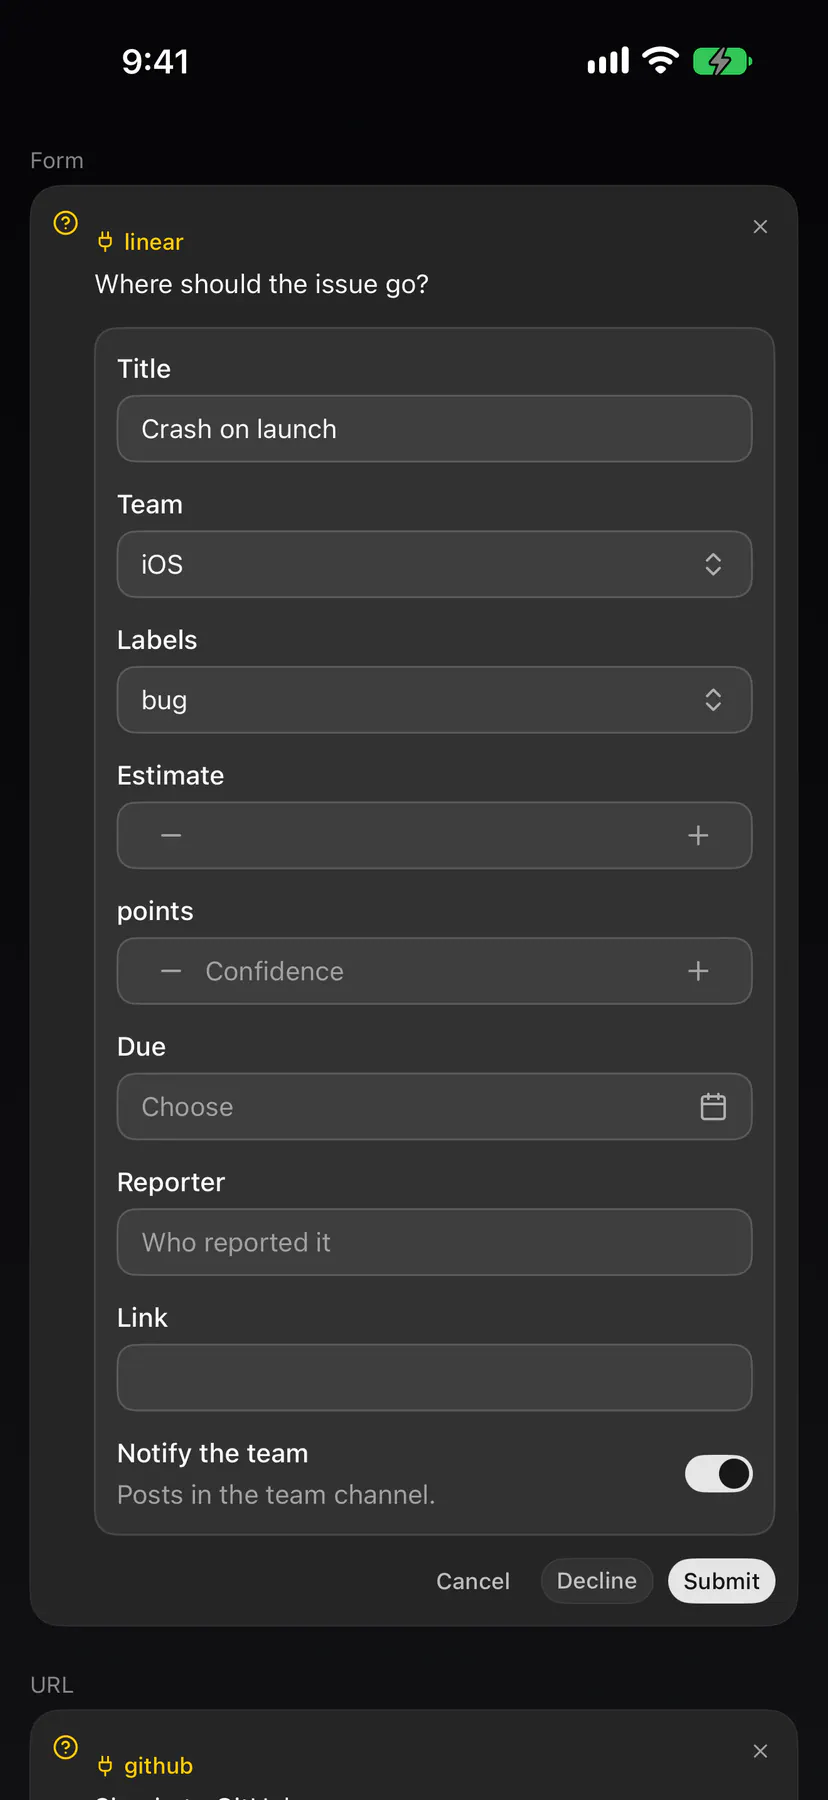 9:41
Form
linear
Where should the issue go?
Title
Crash on launch
Team
iOS
Labels
bug
Estimate
points
Confidence
Due
Choose
Reporter
Who reported it
Link
Notify the team
Posts in the team channel.
Cancel
Decline
Submit
URL
github